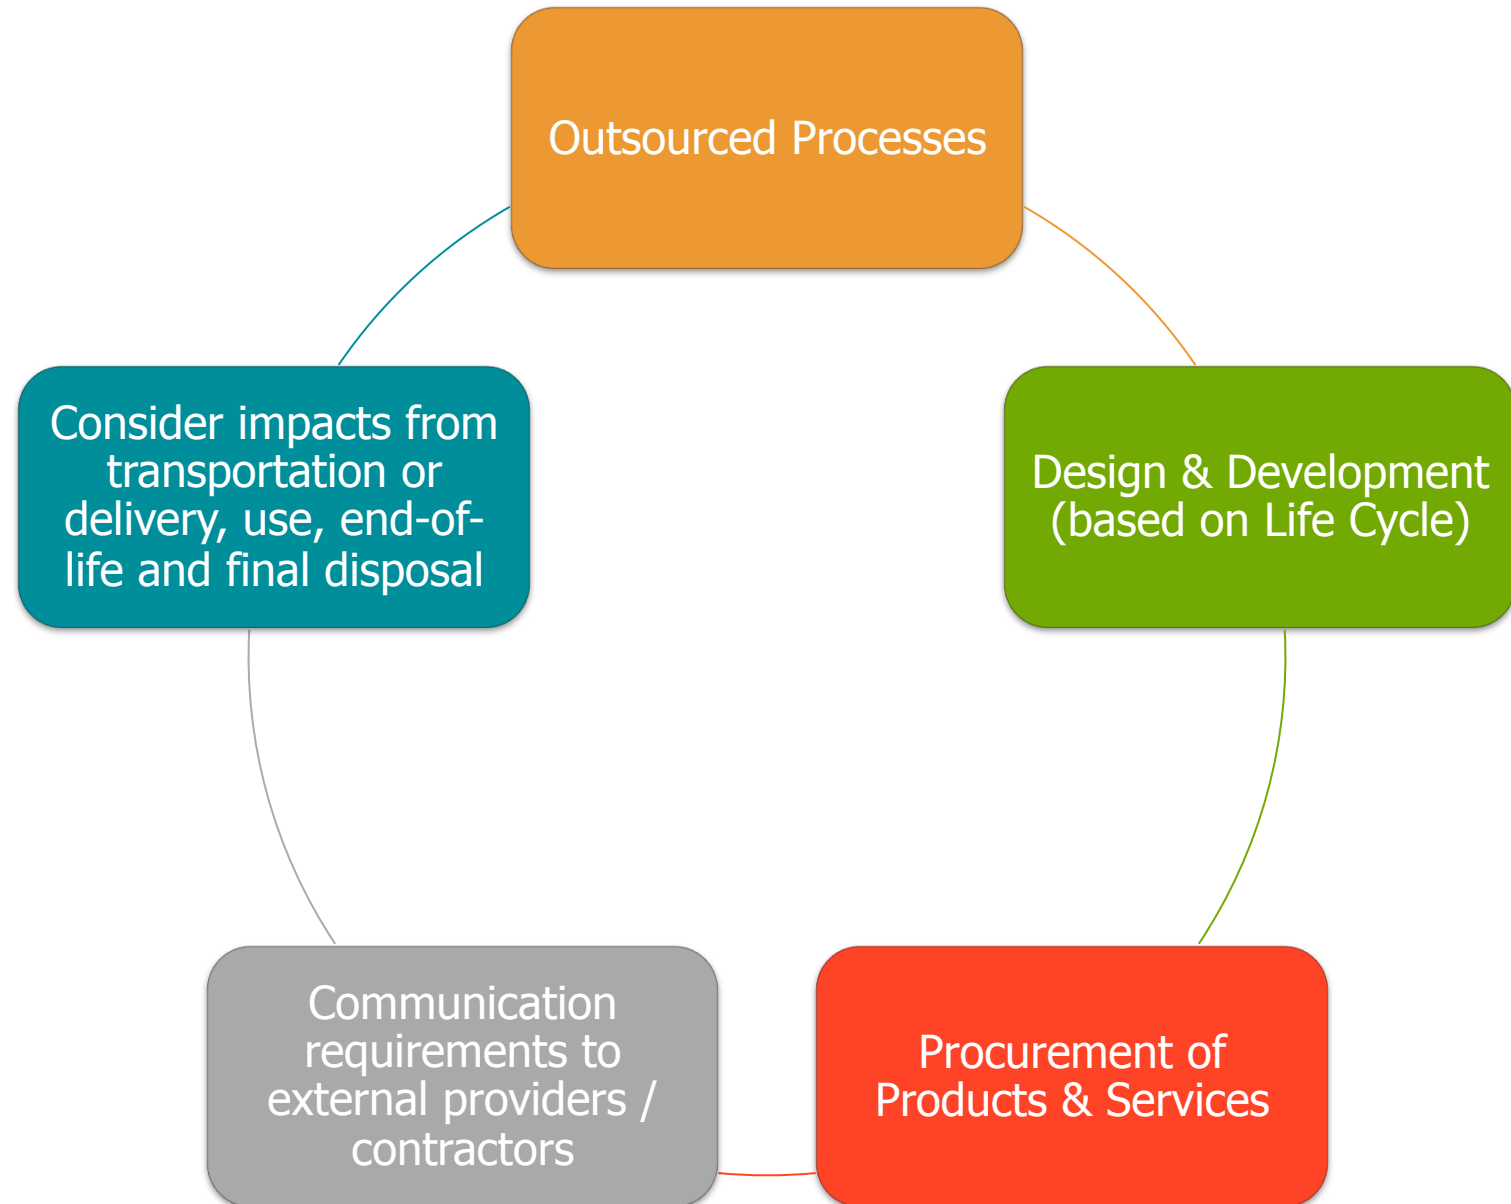 Outsourced Processes
Design & Development
(based on Life Cycle)
Procurement of
Products & Services
Communication
requirements to
external providers /
contractors
Consider impacts from
transportation or
delivery, use, end-of-
life and final disposal